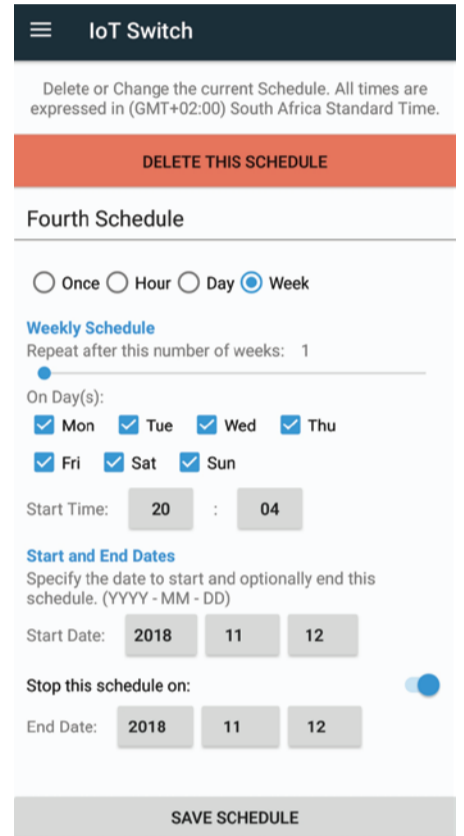 IoT Switch
Delete or Change the current Schedule. All times are
expressed in (GMT+02:00) South Africa Standard Time.
DELETE THIS SCHEDULE
Fourth Schedule
Once Hour Day Week
Weekly Schedule
Repeat after this number of weeks: 1
On Day(s):
Mon Tue Wed Thu
Fri Sat Sun
Start Time: 20 : 04
Start and End Dates
Specify the date to start and optionally end this
schedule. (YYYY - MM - DD)
Start Date: 2018 11 12
Stop this schedule on:
End Date: 2018 11 12
SAVE SCHEDULE